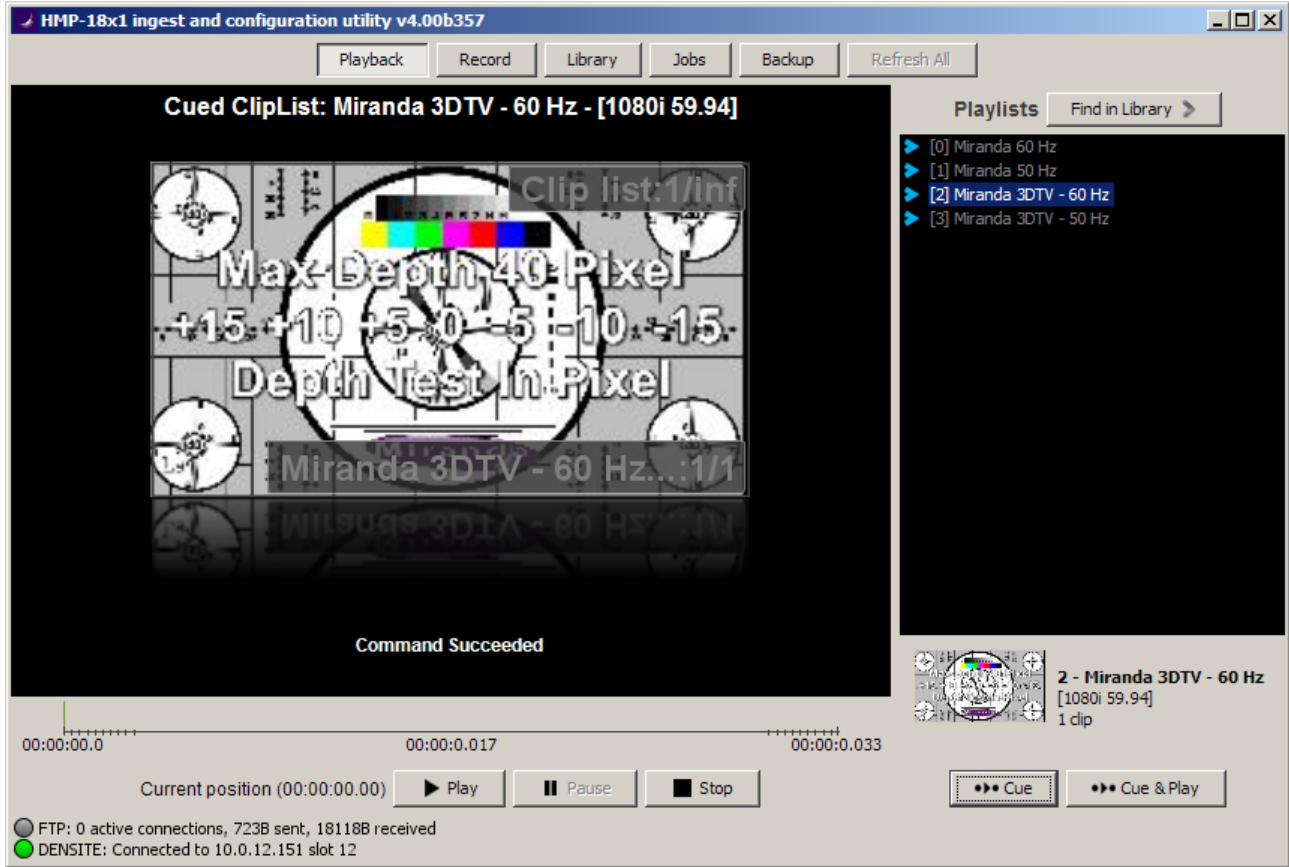 HMP-18x1 ingest and configuration utility v4.00b357
Playback Record Library Jobs Backup Refresh All
Cued ClipList: Miranda 3DTV - 60 Hz - [1080i 59.94]
Clip list:1/inf
Max-Depth 40 Pixel
+15 +10 +5 0 -5 -10 -15
Depth Test In Pixel
Miranda
Miranda 3DTV - 60 Hz...:1/1
Command Succeeded
Playlists Find in Library
[0] Miranda 60 Hz
[1] Miranda 50 Hz
[2] Miranda 3DTV - 60 Hz
[3] Miranda 3DTV - 50 Hz
2 - Miranda 3DTV - 60 Hz
[1080i 59.94]
1 clip
00:00:00.0 00:00:0.017 00:00:0.033
Current position (00:00:00.00) Play Pause Stop
Cue Cue & Play
FTP: 0 active connections, 723B sent, 18118B received
DENSITE: Connected to 10.0.12.151 slot 12